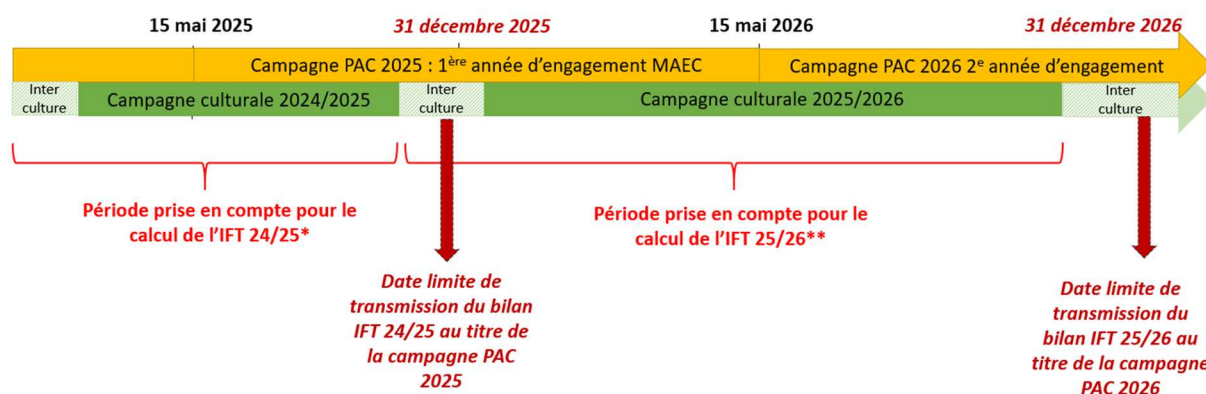 15 mai 2025
31 décembre 2025
15 mai 2026
31 décembre 2026
Campagne PAC 2025 : 1ère année d'engagement MAEC
Campagne PAC 2026 2e année d'engagement
Inter
culture
Campagne culturale 2024/2025
Inter
culture
Campagne culturale 2025/2026
Inter
culture
Période prise en compte pour le
calcul de l'IFT 24/25*
Période prise en compte pour le
calcul de l'IFT 25/26**
Date limite de
transmission du bilan
IFT 24/25 au titre de
la campagne PAC
2025
Date limite de
transmission du
bilan IFT 25/26 au
titre de la campagne
PAC 2026